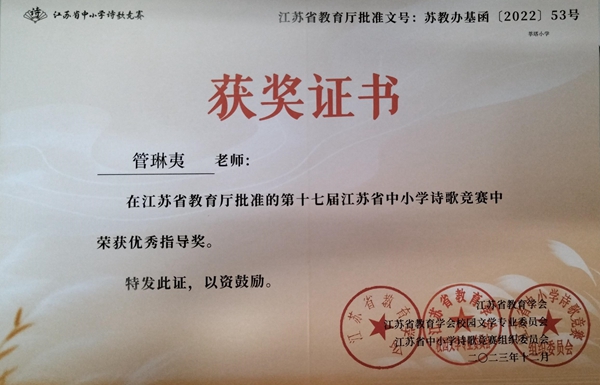 江苏省中小学诗歌竞赛
江苏省教育厅批准文号：苏教办基函〔2022〕53号
获奖证书
管琳夷 老师：
在江苏省教育厅批准的第十七届江苏省中小学诗歌竞赛中
荣获优秀指导奖。
特发此证，以资鼓励。
江苏省教育学会
江苏省教育学会校园文学专业委员会
江苏省中小学诗歌竞赛组织委员会
二〇二三年十二月